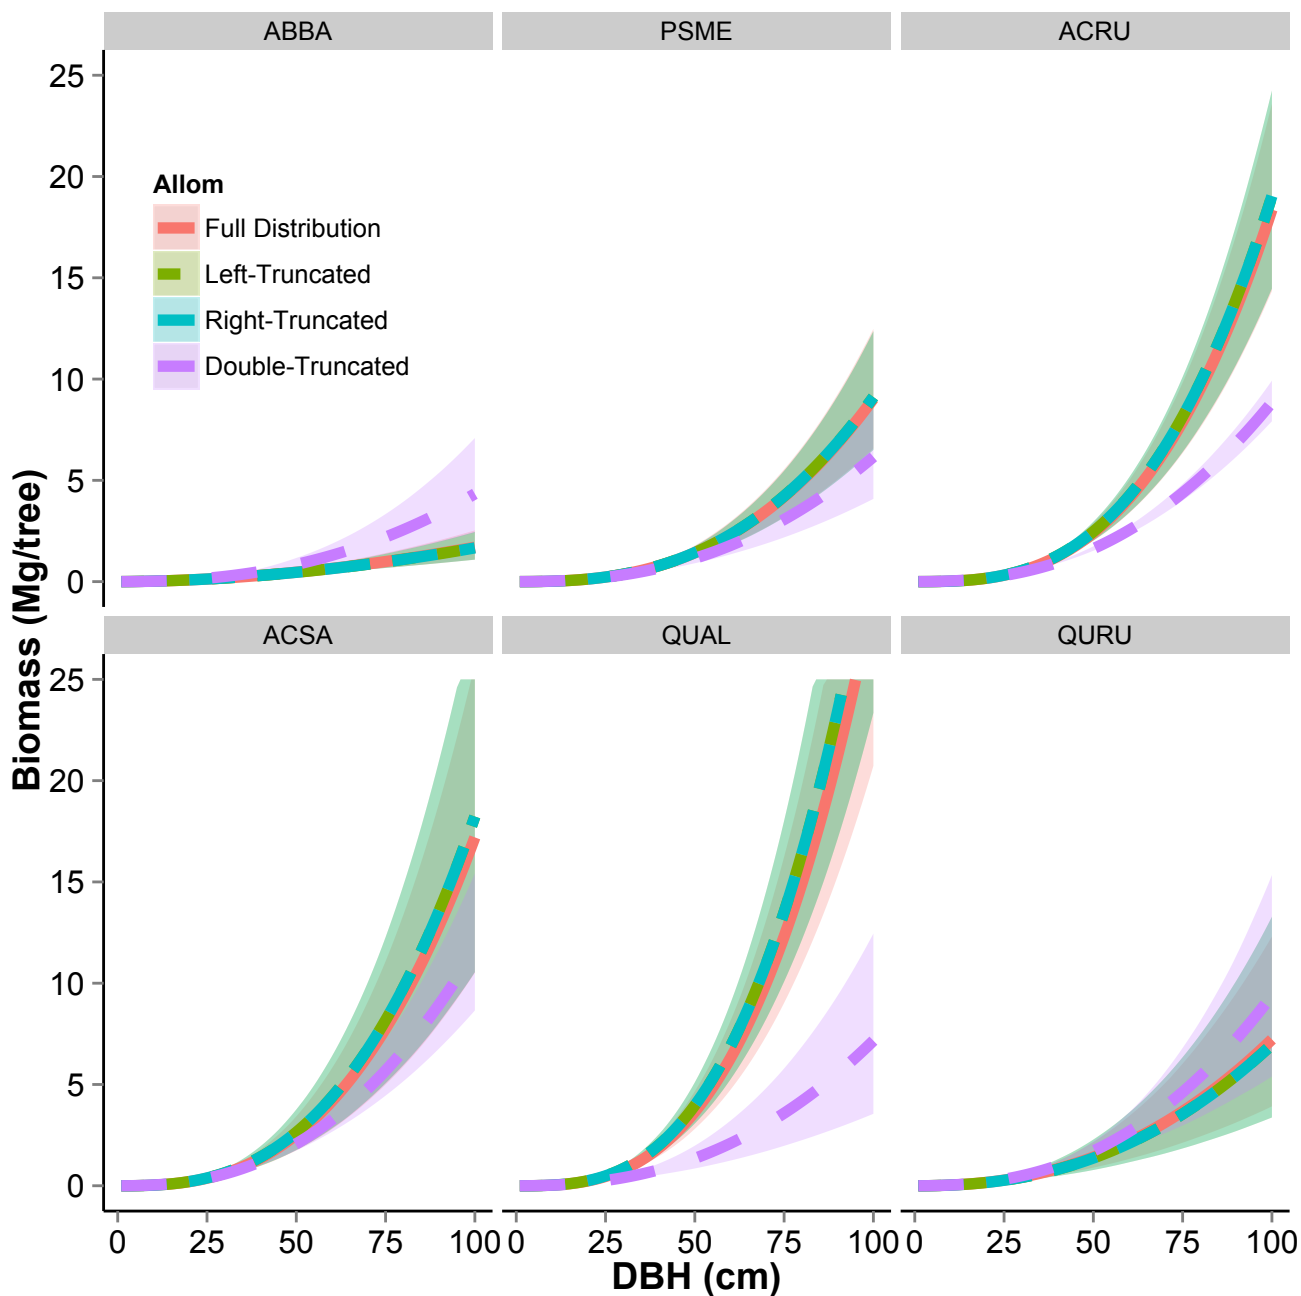 ABBA PSME ACRU
25
20
15
10
5
0
Allom
Full Distribution
Left-Truncated
Right-Truncated
Double-Truncated
Biomass (Mg/tree)
ACSA QUAL QURU
25
20
15
10
5
0
0 25 50 75 100 0 25 50 75 100 0 25 50 75 100
DBH (cm)